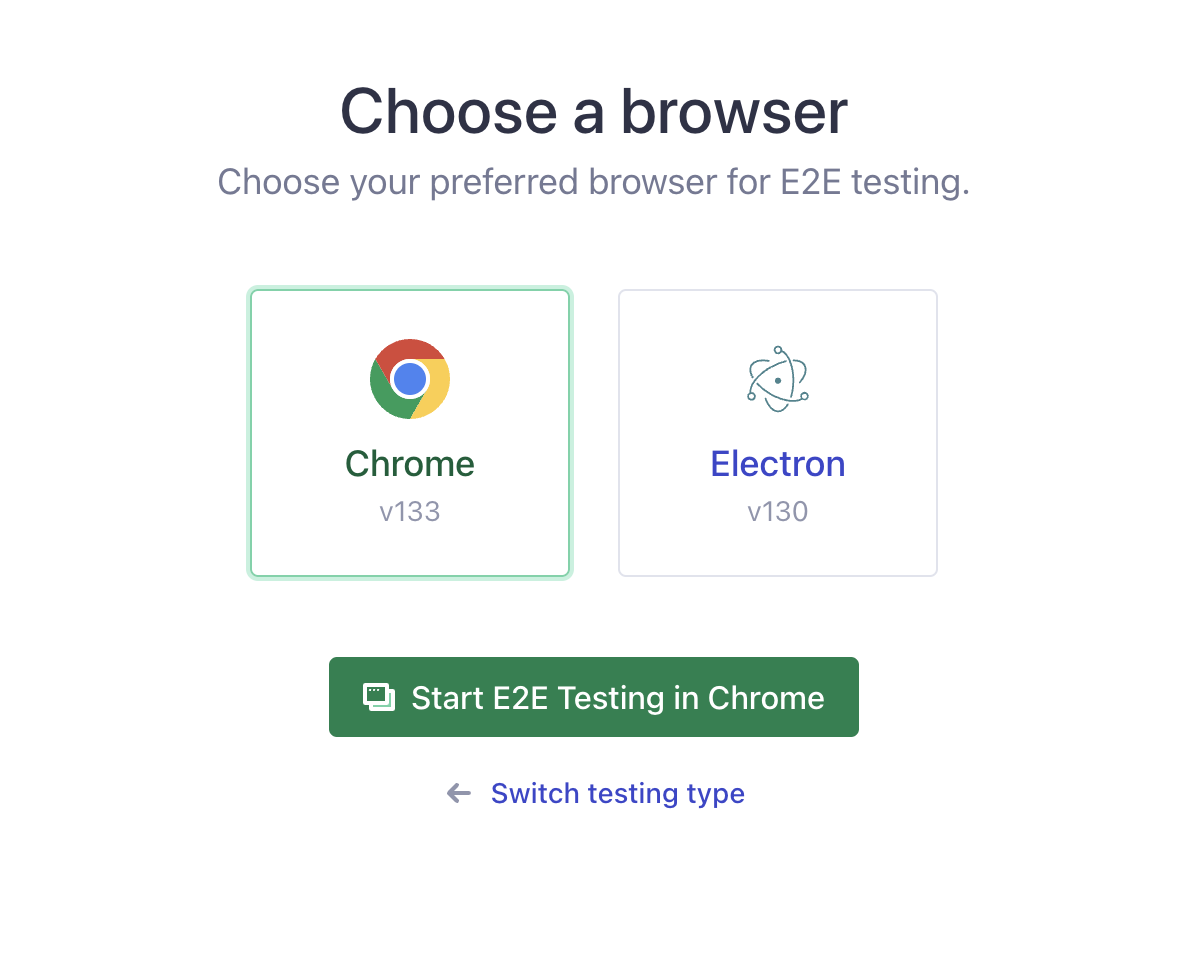 Choose a browser
Choose your preferred browser for E2E testing.
Chrome
v133
Electron
v130
Start E2E Testing in Chrome
Switch testing type